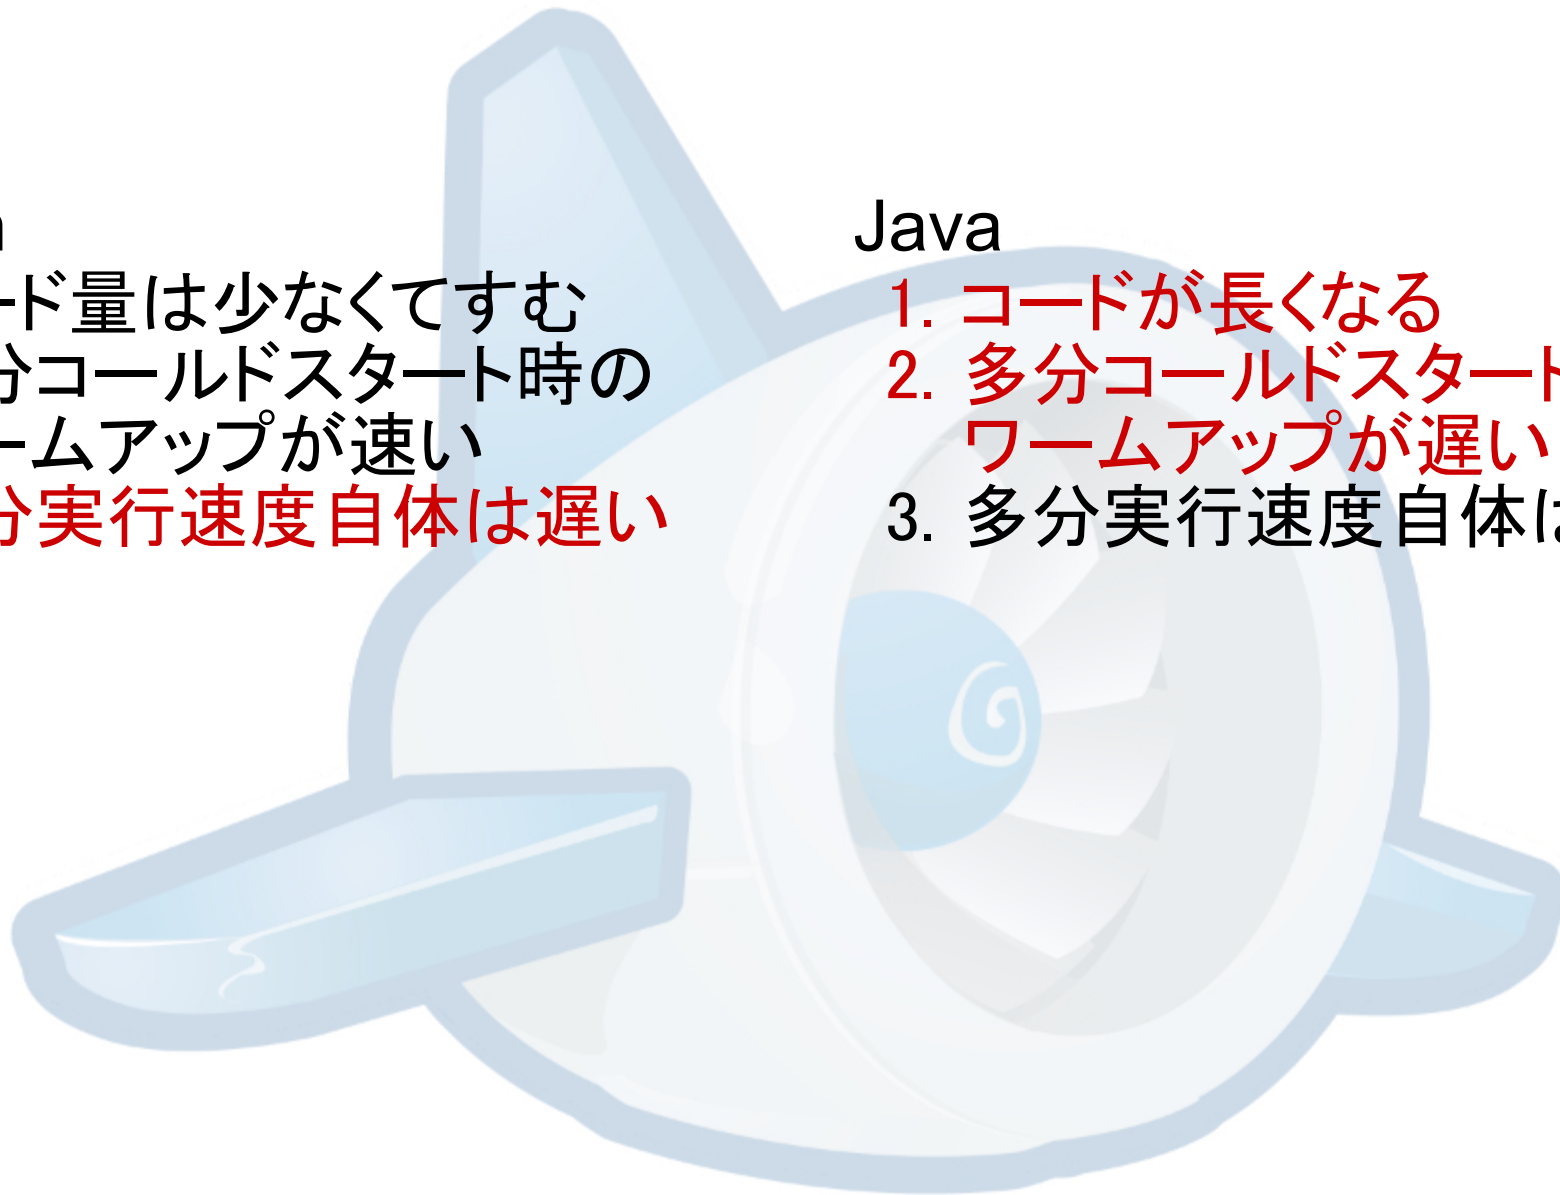 n
ード量は少なくてすむ
分コールドスタート時の
ームアップが速い
分実行速度自体は遅い
Java
1. コードが長くなる
2. 多分コールドスタート
ワームアップが遅い
3. 多分実行速度自体は